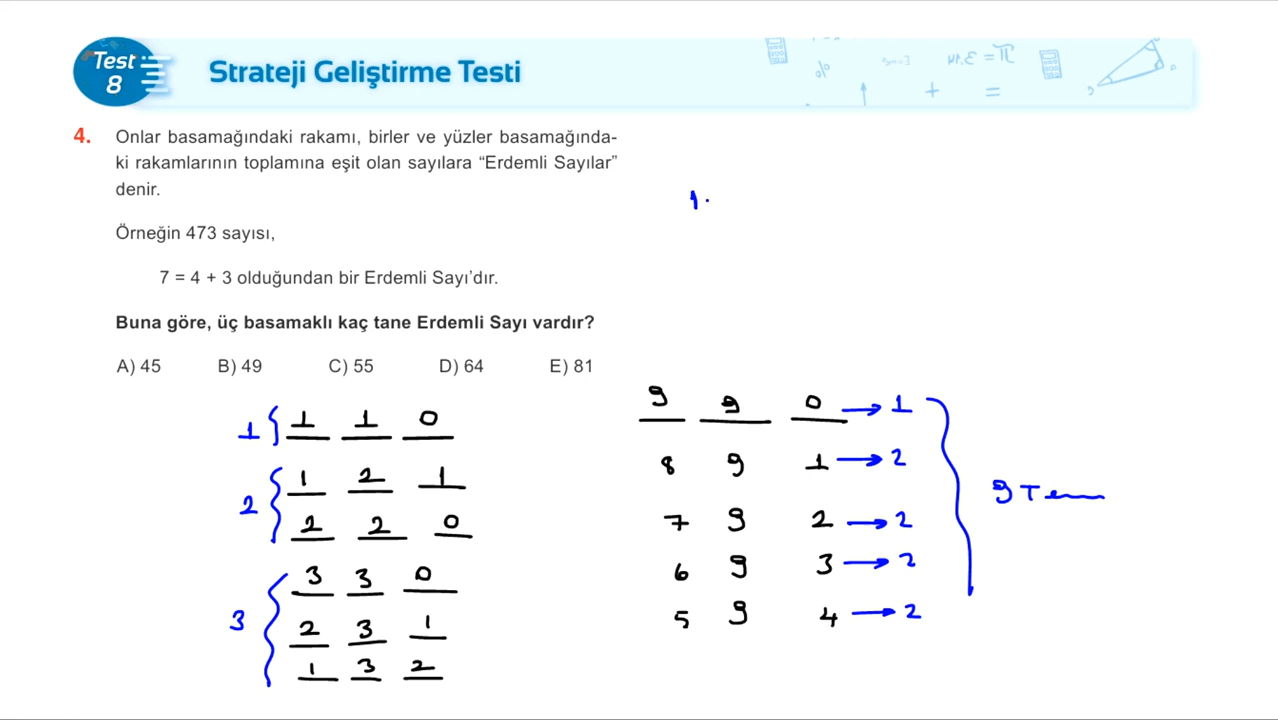 Test
8
Strateji Geliştirme Testi
4. Onlar basamağındaki rakamı, birler ve yüzler basamağında-
ki rakamlarının toplamına eşit olan sayılara “Erdemli Sayılar”
denir.
Örneğin 473 sayısı,
7 = 4 + 3 olduğundan bir Erdemli Sayı’dır.
Buna göre, üç basamaklı kaç tane Erdemli Sayı vardır?
A) 45 B) 49 C) 55 D) 64 E) 81
1 1 1 0
2
1 2 1
2 2 0
3
3 3 0
2 3 1
1 3 2
1.
9 9 0 → 1
8 9 1 → 2
7 9 2 → 2
6 9 3 → 2
5 9 4 → 2
9 Tane